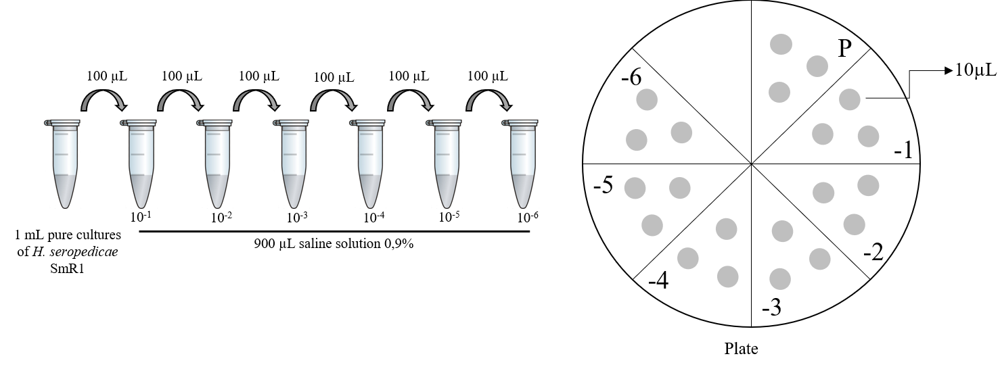 100 µL
100 µL
100 µL
100 µL
100 µL
100 µL
10-1
10-2
10-3
10-4
10-5
10-6
1 mL pure cultures
of H. seropedicae
SmR1
900 µL saline solution 0,9%
P
-1
-2
-3
-4
-5
-6
10µL
Plate